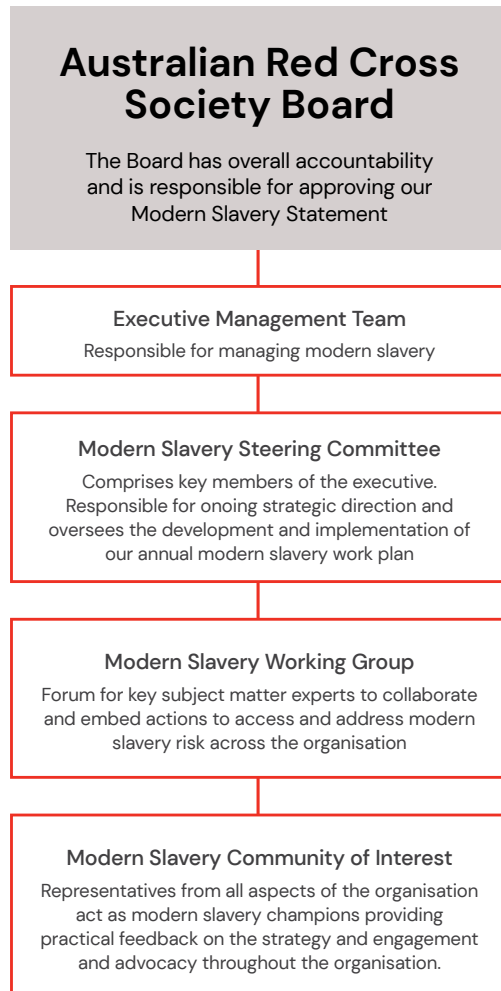 Australian Red Cross
Society Board
The Board has overall accountability
and is responsible for approving our
Modern Slavery Statement
Executive Management Team
Responsible for managing modern slavery
Modern Slavery Steering Committee
Comprises key members of the executive.
Responsible for onoing strategic direction and
oversees the development and implementation of
our annual modern slavery work plan
Modern Slavery Working Group
Forum for key subject matter experts to collaborate
and embed actions to access and address modern
slavery risk across the organisation
Modern Slavery Community of Interest
Representatives from all aspects of the organisation
act as modern slavery champions providing
practical feedback on the strategy and engagement
and advocacy throughout the organisation.